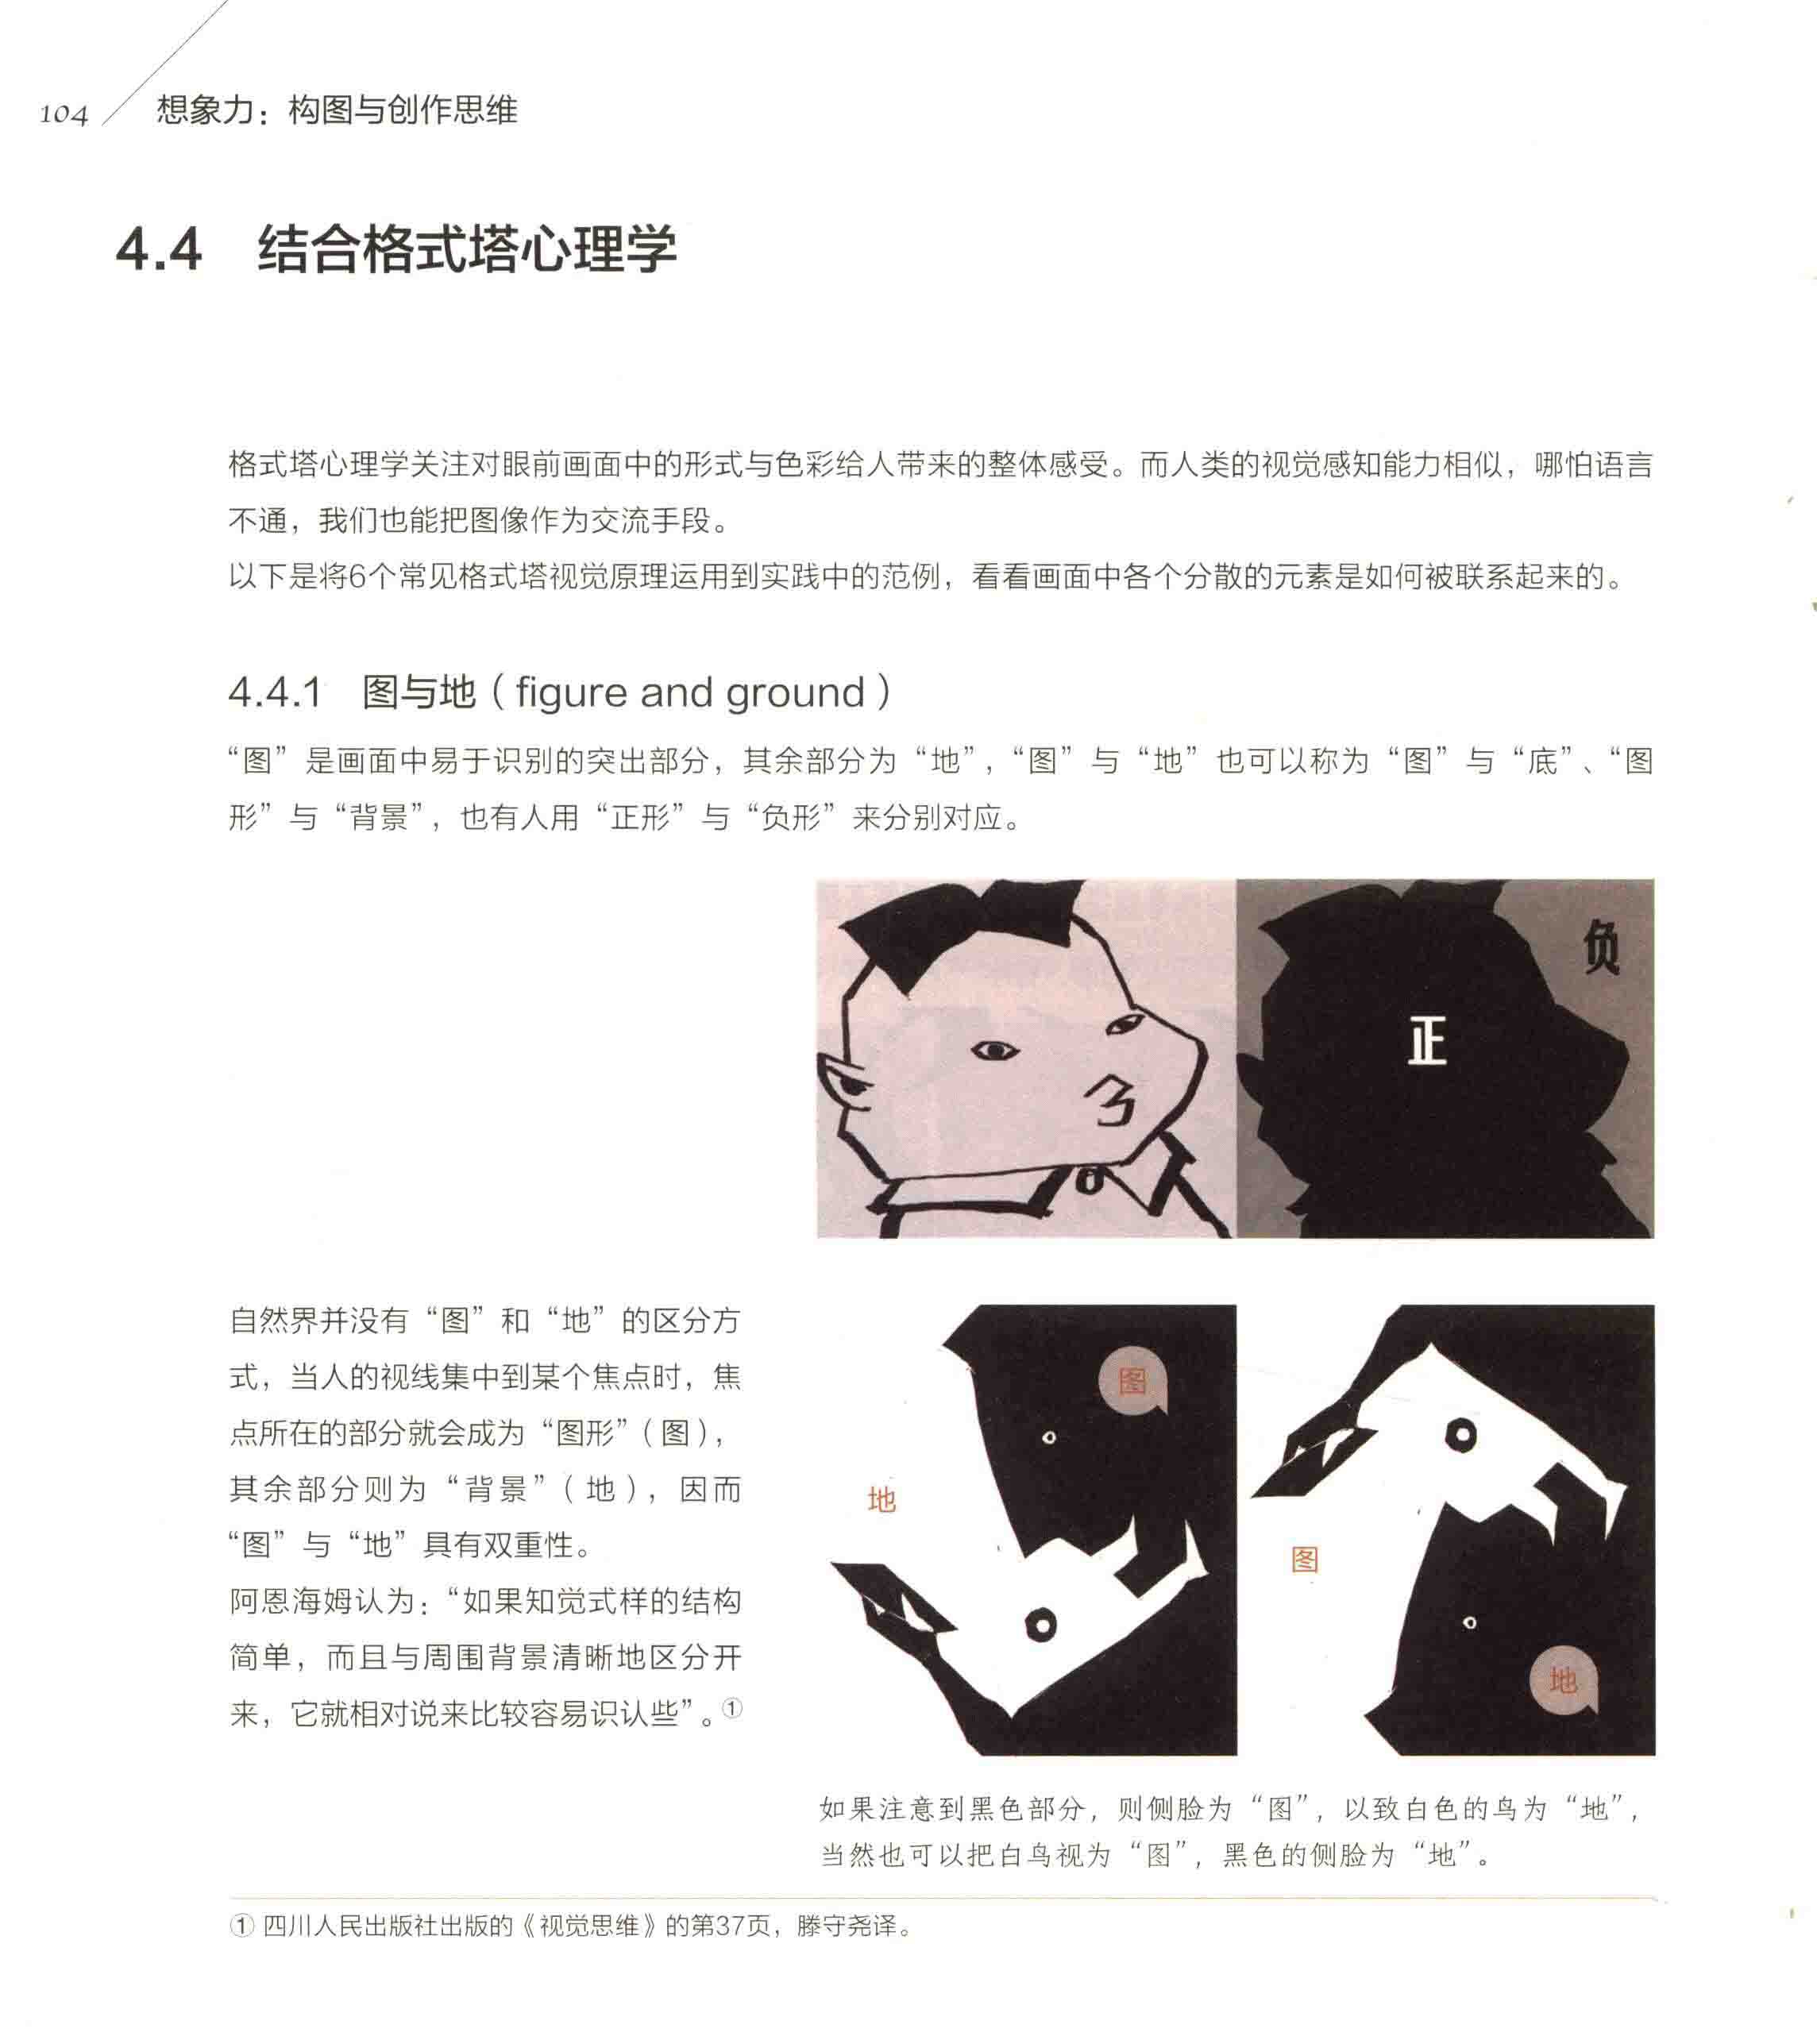 104
想象力：构图与创作思维
4.4 结合格式塔心理学
格式塔心理学关注对眼前画面中的形式与色彩给人带来的整体感受。而人类的视觉感知能力相似，哪怕语言
不通，我们也能把图像作为交流手段。
以下是将6个常见格式塔视觉原理运用到实践中的范例，看看画面中各个分散的元素是如何被联系起来的。
4.4.1 图与地（figure and ground）
“图”是画面中易于识别的突出部分，其余部分为“地”，“图”与“地”也可以称为“图”与“底”、“图
形”与“背景”，也有人用“正形”与“负形”来分别对应。
负
正
自然界并没有“图”和“地”的区分方
式，当人的视线集中到某个焦点时，焦
点所在的部分就会成为“图形”（图），
其余部分则为“背景”（地），因而
“图”与“地”具有双重性。
阿恩海姆认为：“如果知觉式样的结构
简单，而且与周围背景清晰地区分开
来，它就相对说来比较容易识认些”。①
图
地
图
地
如果注意到黑色部分，则侧脸为“图”，以致白色的鸟为“地”，
当然也可以把白鸟视为“图”，黑色的侧脸为“地”。
① 四川人民出版社出版的《视觉思维》的第37页，滕守尧译。